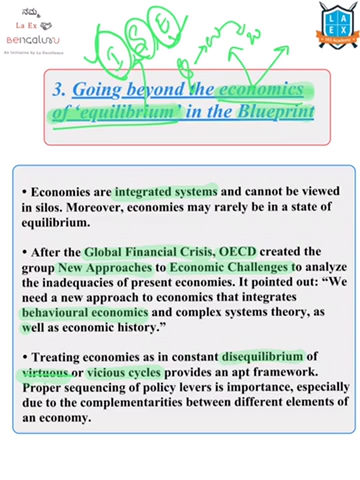 ನಮ್ಮ
La Ex
BENGALURU
An Initiative by La Excellence
LA
EX
IAS Academy
I S E
3. Going beyond the economics
of ‘equilibrium’ in the Blueprint
• Economies are integrated systems and cannot be viewed
in silos. Moreover, economies may rarely be in a state of
equilibrium.
• After the Global Financial Crisis, OECD created the
group New Approaches to Economic Challenges to analyze
the inadequacies of present economies. It pointed out: “We
need a new approach to economics that integrates
behavioural economics and complex systems theory, as
well as economic history.”
• Treating economies as in constant disequilibrium of
virtuous or vicious cycles provides an apt framework.
Proper sequencing of policy levers is importance, especially
due to the complementarities between different elements of
an economy.